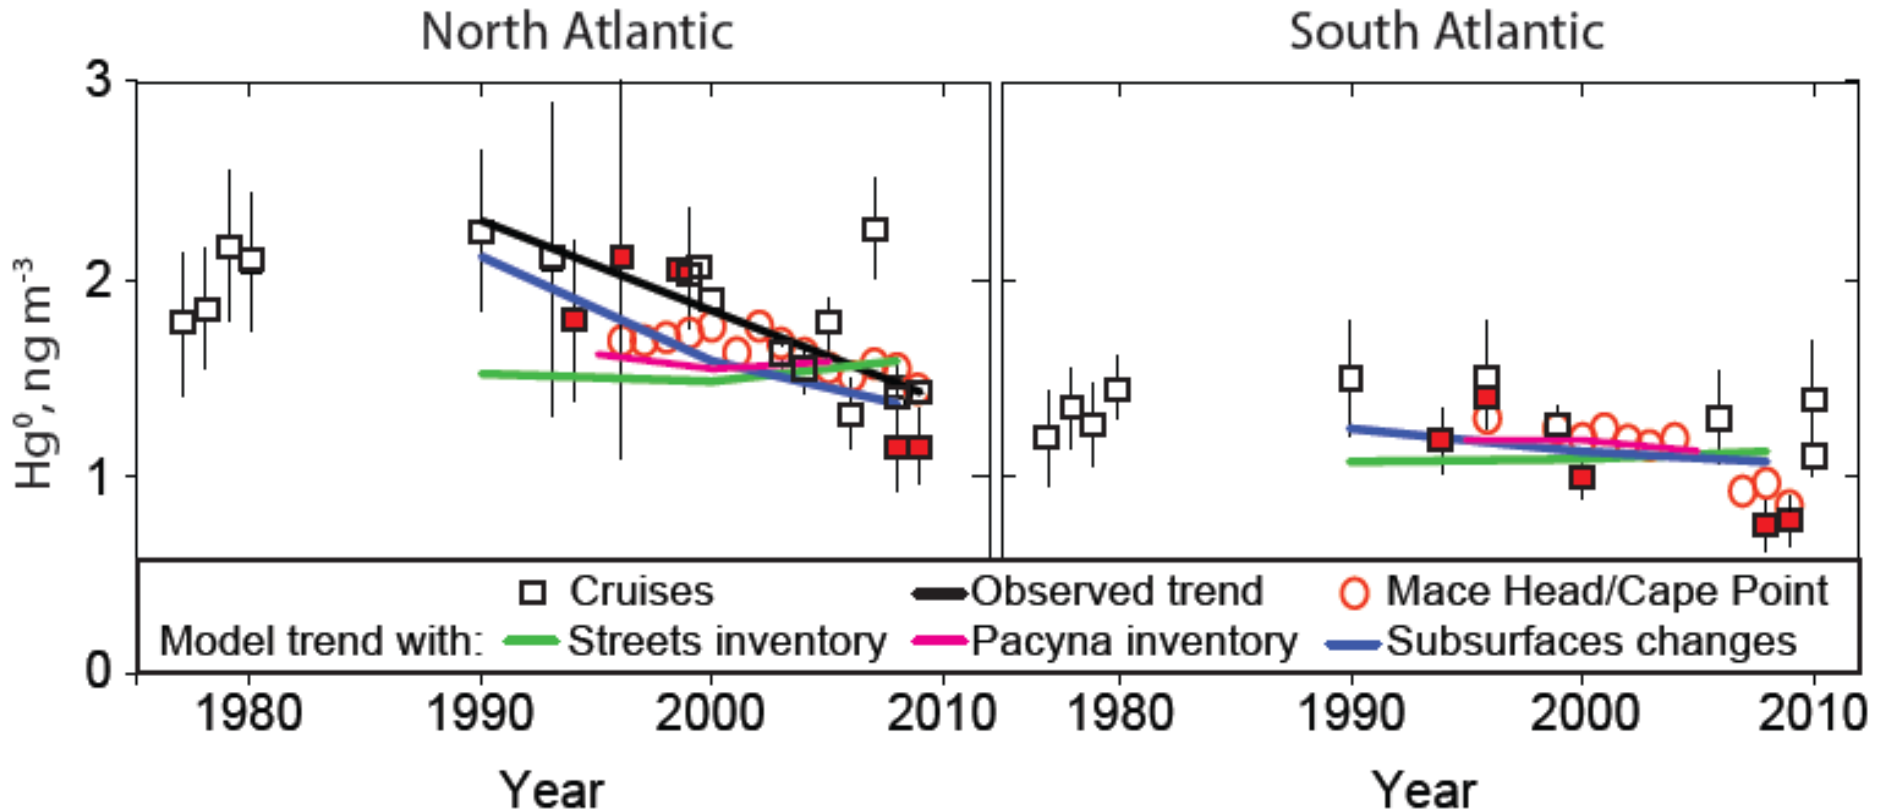 North Atlantic South Atlantic
3
2
1
0
Hg⁰, ng m⁻³
Cruises Observed trend Mace Head/Cape Point
Model trend with: Streets inventory Pacyna inventory Subsurfaces changes
1980 1990 2000 2010 1980 1990 2000 2010
Year Year